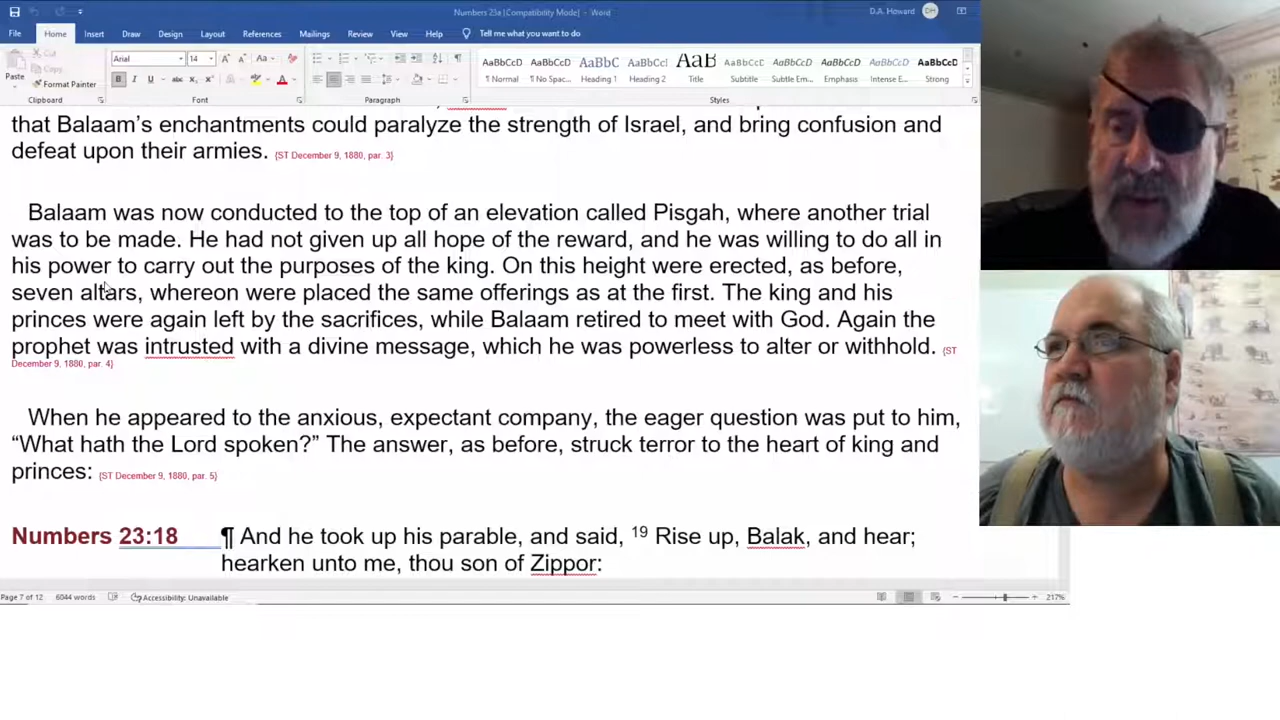 Numbers 23a [Compatibility Mode] - Word
D.A. Howard DH
File Home Insert Draw Design Layout References Mailings Review View Help Tell me what you want to do
Cut
Copy
Paste
Format Painter
Arial 14
AaBbCcD AaBbCcD AaBbC AaBbCcC AaB AaBbCcD AaBbCcD AaBbCcD AaBbCcD AaBbCcD
¶ Normal ¶ No Spac... Heading 1 Heading 2 Title Subtitle Subtle Em... Emphasis Intense E... Strong
Clipboard Font Paragraph Styles
that Balaam’s enchantments could paralyze the strength of Israel, and bring confusion and
defeat upon their armies. {ST December 9, 1880, par. 3}
Balaam was now conducted to the top of an elevation called Pisgah, where another trial
was to be made. He had not given up all hope of the reward, and he was willing to do all in
his power to carry out the purposes of the king. On this height were erected, as before,
seven altars, whereon were placed the same offerings as at the first. The king and his
princes were again left by the sacrifices, while Balaam retired to meet with God. Again the
prophet was intrusted with a divine message, which he was powerless to alter or withhold. {ST
December 9, 1880, par. 4}
When he appeared to the anxious, expectant company, the eager question was put to him,
“What hath the Lord spoken?” The answer, as before, struck terror to the heart of king and
princes: {ST December 9, 1880, par. 5}
Numbers 23:18 ¶ And he took up his parable, and said, 19 Rise up, Balak, and hear;
hearken unto me, thou son of Zippor:
Page 7 of 12 6044 words Accessibility: Unavailable 217%